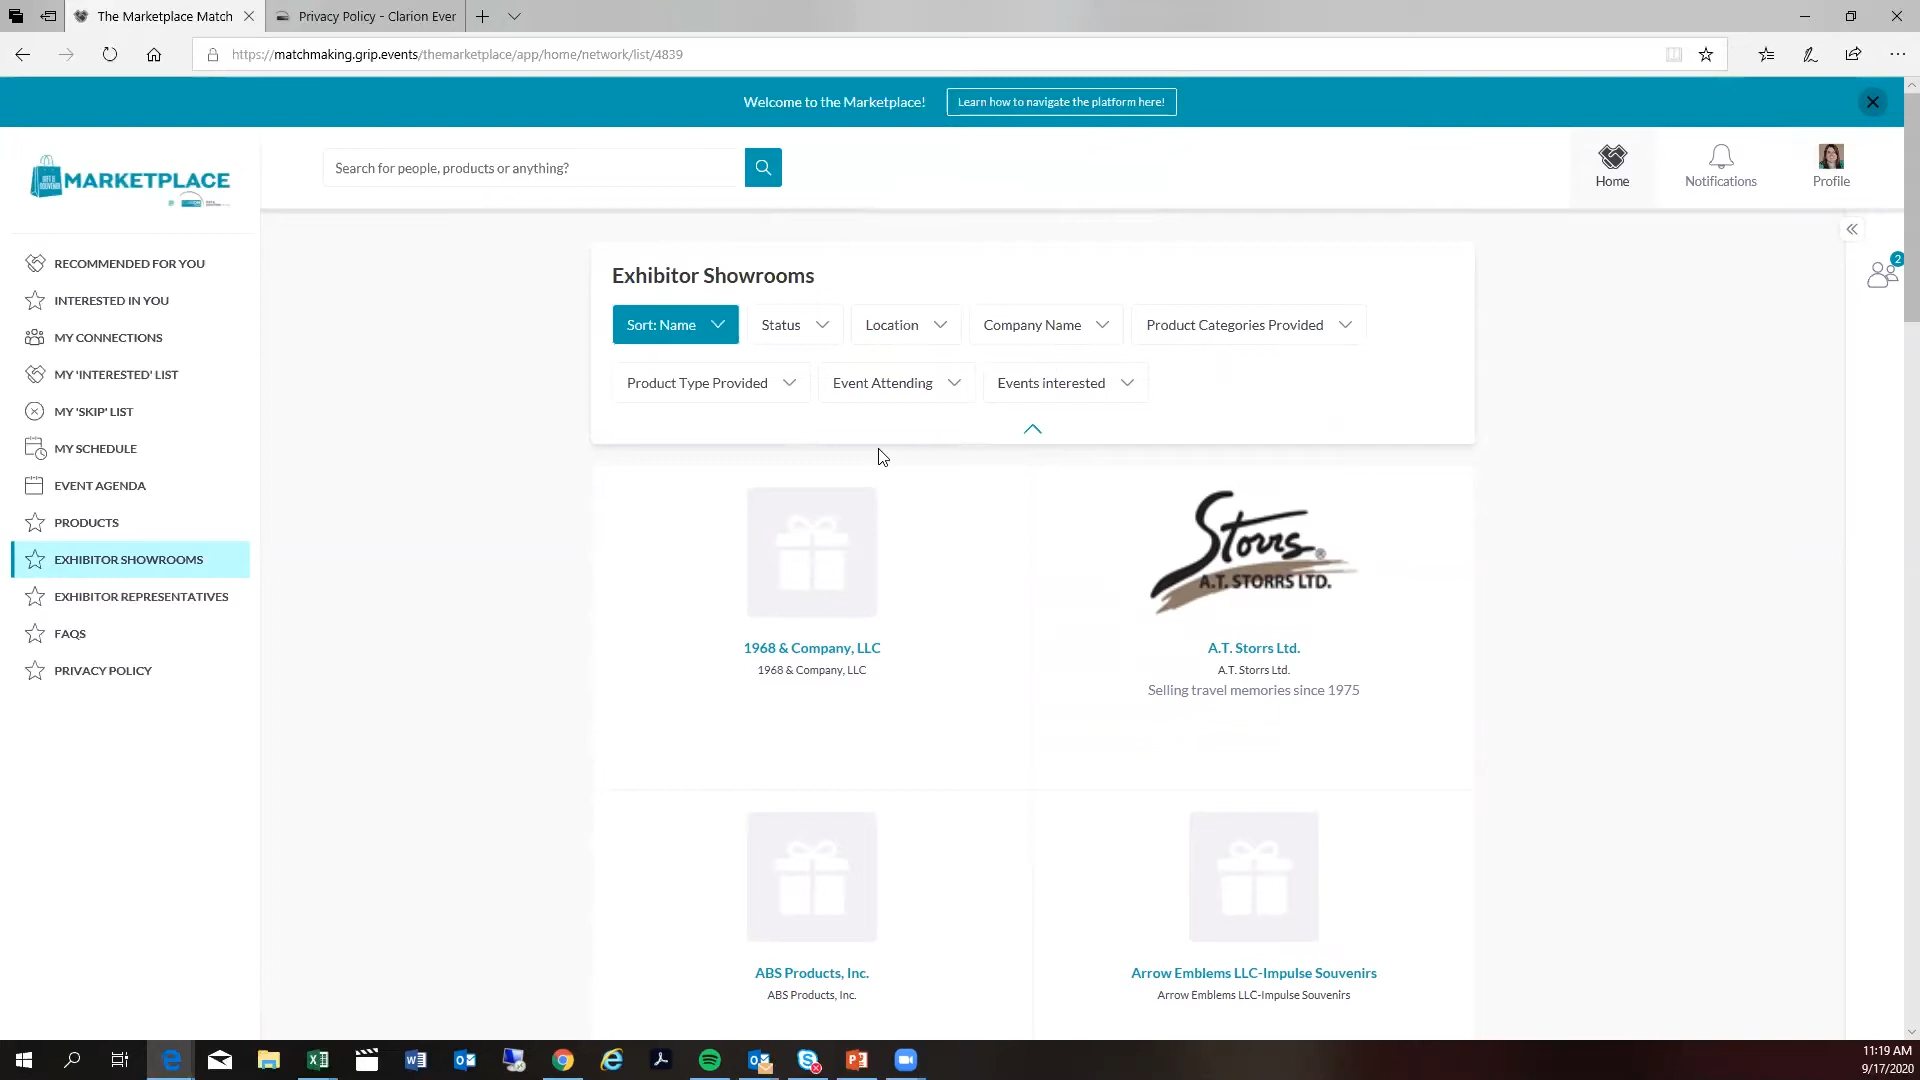 The Marketplace Match
Privacy Policy - Clarion Ever
https://matchmaking.grip.events/themarketplace/app/home/network/list/4839
Welcome to the Marketplace!
Learn how to navigate the platform here!
MARKETPLACE
Search for people, products or anything?
Home
Notifications
Profile
2
RECOMMENDED FOR YOU
INTERESTED IN YOU
MY CONNECTIONS
MY 'INTERESTED' LIST
MY 'SKIP' LIST
MY SCHEDULE
EVENT AGENDA
PRODUCTS
EXHIBITOR SHOWROOMS
EXHIBITOR REPRESENTATIVES
FAQS
PRIVACY POLICY
Exhibitor Showrooms
Sort: Name
Status
Location
Company Name
Product Categories Provided
Product Type Provided
Event Attending
Events interested
Storrs®
A.T. STORRS LTD.
1968 & Company, LLC
1968 & Company, LLC
A.T. Storrs Ltd.
A.T. Storrs Ltd.
Selling travel memories since 1975
ABS Products, Inc.
ABS Products, Inc.
Arrow Emblems LLC-Impulse Souvenirs
Arrow Emblems LLC-Impulse Souvenirs
11:19 AM
9/17/2020